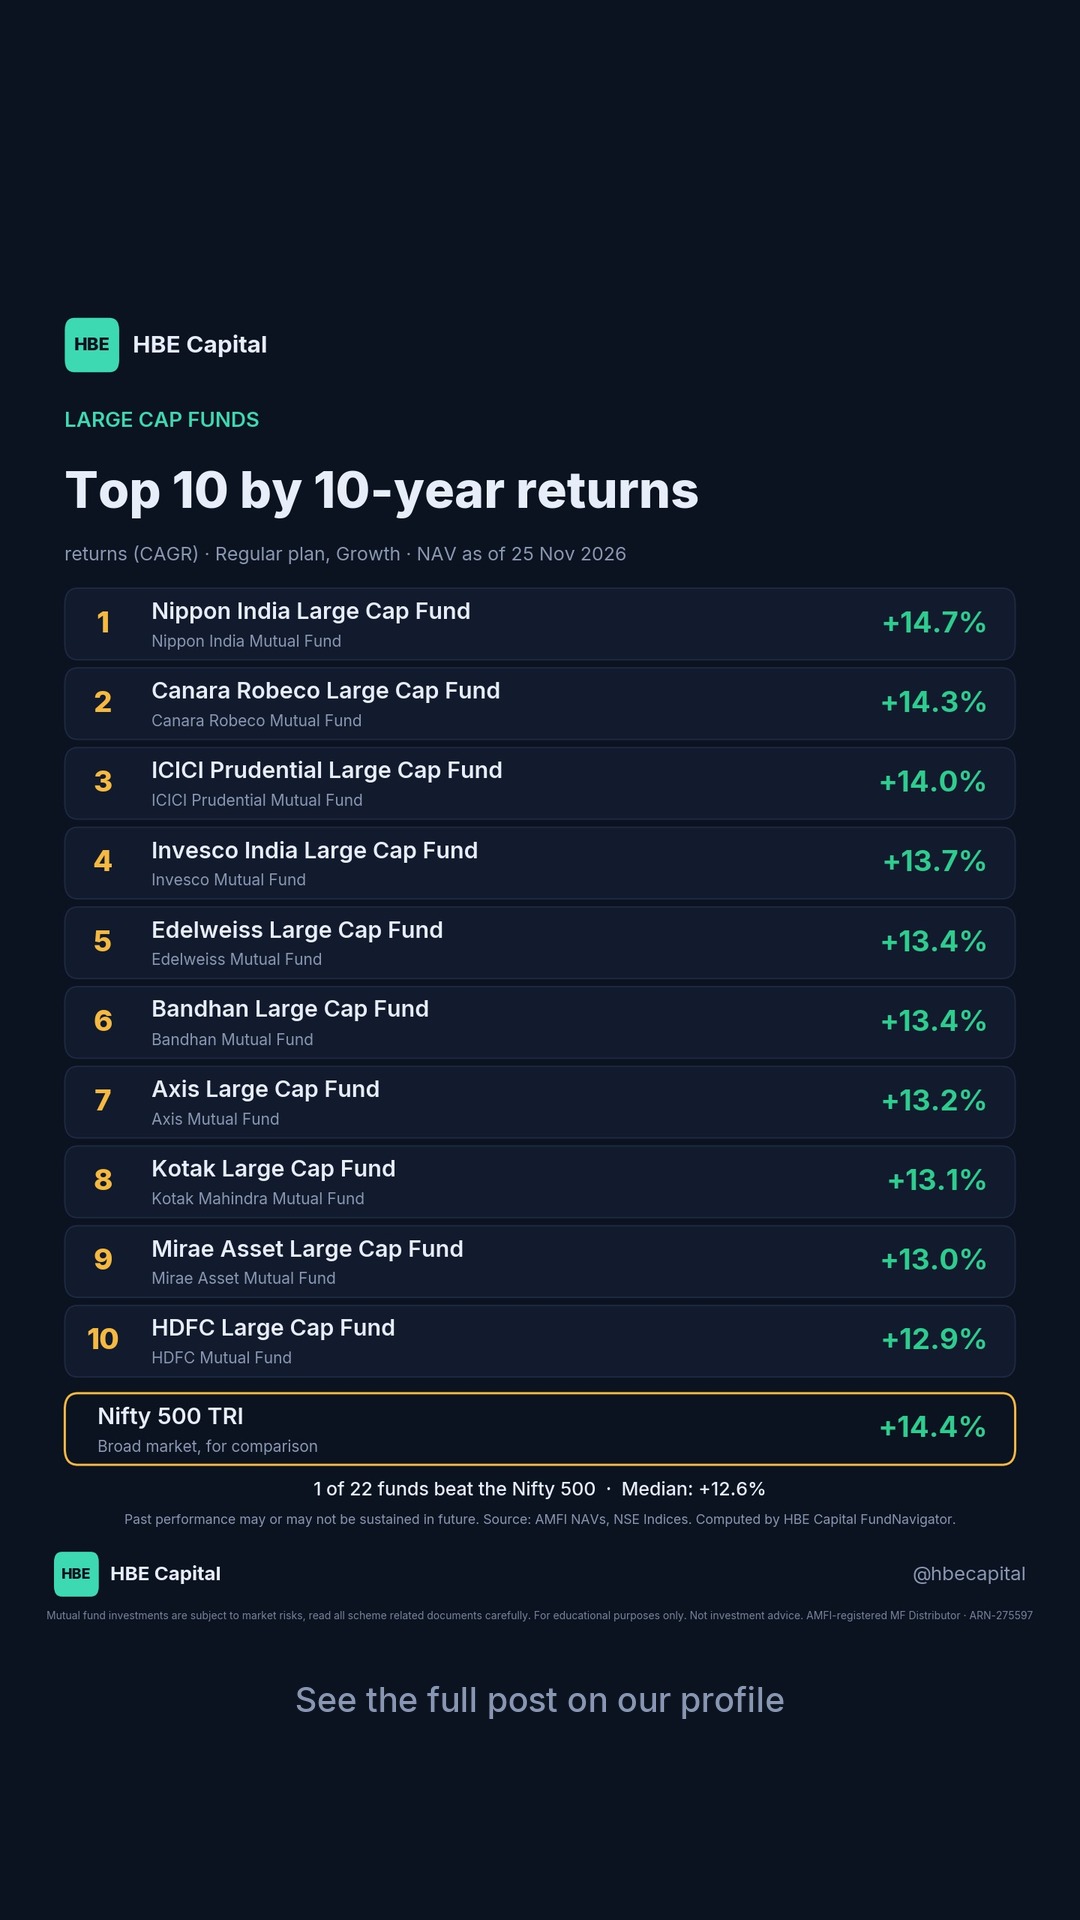 HBE HBE Capital
LARGE CAP FUNDS
Top 10 by 10-year returns
returns (CAGR) · Regular plan, Growth · NAV as of 25 Nov 2026
1 Nippon India Large Cap Fund +14.7%
Nippon India Mutual Fund
2 Canara Robeco Large Cap Fund +14.3%
Canara Robeco Mutual Fund
3 ICICI Prudential Large Cap Fund +14.0%
ICICI Prudential Mutual Fund
4 Invesco India Large Cap Fund +13.7%
Invesco Mutual Fund
5 Edelweiss Large Cap Fund +13.4%
Edelweiss Mutual Fund
6 Bandhan Large Cap Fund +13.4%
Bandhan Mutual Fund
7 Axis Large Cap Fund +13.2%
Axis Mutual Fund
8 Kotak Large Cap Fund +13.1%
Kotak Mahindra Mutual Fund
9 Mirae Asset Large Cap Fund +13.0%
Mirae Asset Mutual Fund
10 HDFC Large Cap Fund +12.9%
HDFC Mutual Fund
Nifty 500 TRI +14.4%
Broad market, for comparison
1 of 22 funds beat the Nifty 500 · Median: +12.6%
Past performance may or may not be sustained in future. Source: AMFI NAVs, NSE Indices. Computed by HBE Capital FundNavigator.
HBE HBE Capital @hbecapital
Mutual fund investments are subject to market risks, read all scheme related documents carefully. For educational purposes only. Not investment advice. AMFI-registered MF Distributor · ARN-275597
See the full post on our profile